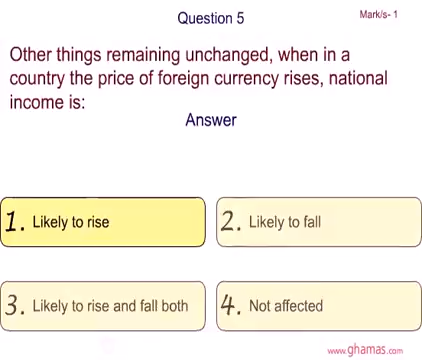 Question 5
Mark/s- 1
Other things remaining unchanged, when in a
country the price of foreign currency rises, national
income is:
Answer
1. Likely to rise
2. Likely to fall
3. Likely to rise and fall both
4. Not affected
www.ghamas.com